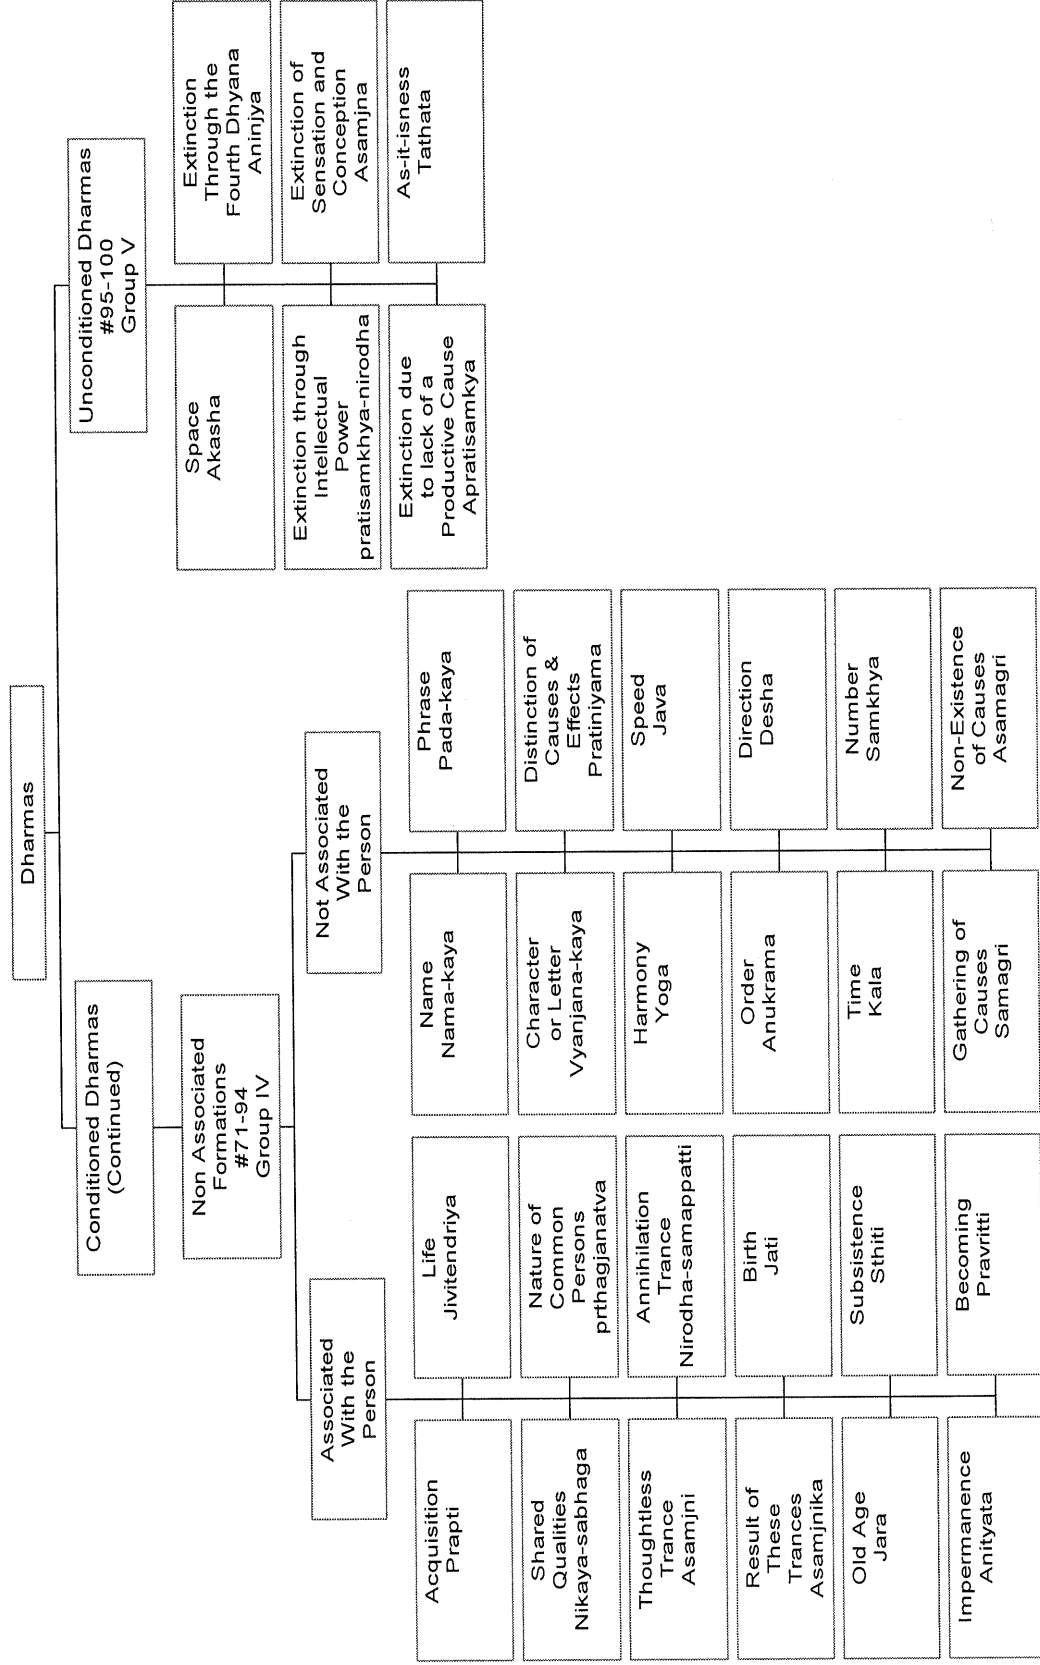 Dharmas
Conditioned Dharmas
(Continued)
Non Associated
Formations
#71-94
Group IV
Associated
With the
Person
Acquisition
Prapti
Life
Jivitendriya
Shared
Qualities
Nikaya-sabhaga
Nature of
Common
Persons
prthagjanatva
Thoughtless
Trance
Asamjni
Annihilation
Trance
Nirodha-samappatti
Result of
These
Trances
Asamjnika
Birth
Jati
Old Age
Jara
Subsistence
Sthiti
Impermanence
Anityata
Becoming
Pravritti
Not Associated
With the
Person
Name
Nama-kaya
Phrase
Pada-kaya
Character
or Letter
Vyanjana-kaya
Distinction of
Causes &
Effects
Pratiniyama
Harmony
Yoga
Speed
Java
Order
Anukrama
Direction
Desha
Time
Kala
Number
Samkhya
Gathering of
Causes
Samagri
Non-Existence
of Causes
Asamagri
Unconditioned Dharmas
#95-100
Group V
Space
Akasha
Extinction
Through the
Fourth Dhyana
Aninjya
Extinction through
Intellectual
Power
pratisamkhya-nirodha
Extinction of
Sensation and
Conception
Asamjna
Extinction due
to lack of a
Productive Cause
Apratisamkya
As-it-isness
Tathata